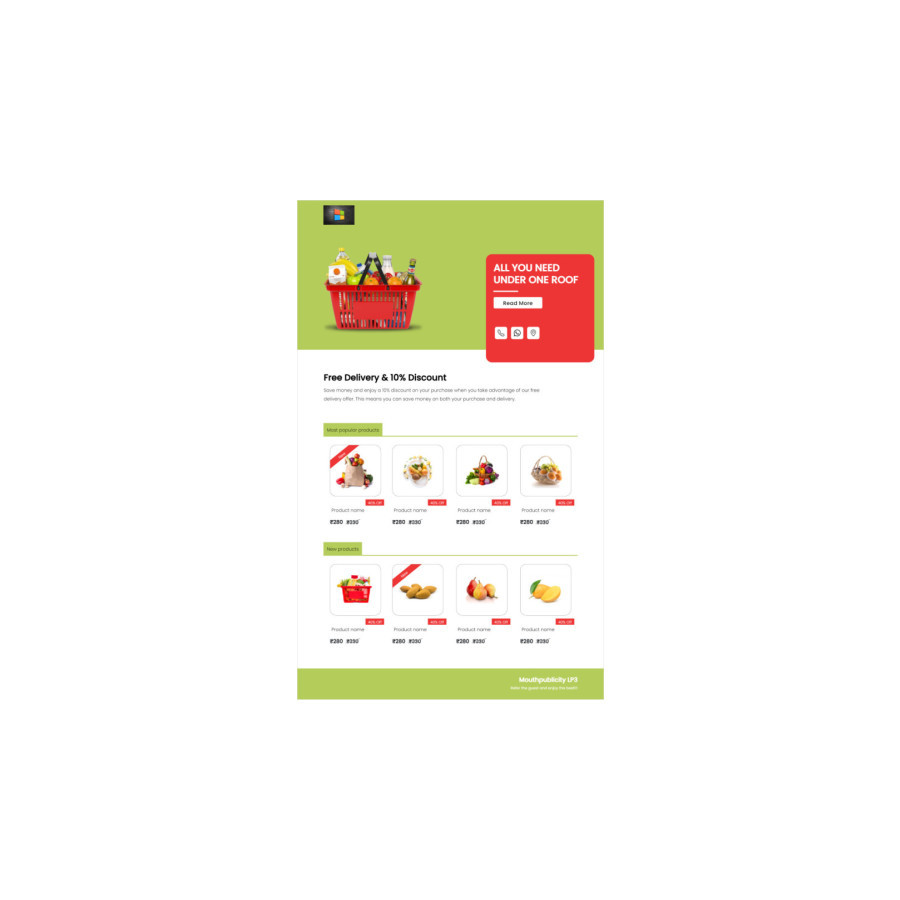 ALL YOU NEED
UNDER ONE ROOF
Read More
Free Delivery & 10% Discount
Save money and enjoy a 10% discount on your purchase when you take advantage of our free
delivery offer. This means you can save money on both your purchase and delivery.
Most popular products
40% Off 40% Off 40% Off 40% Off
Product name Product name Product name Product name
₹280 ₹330 ₹280 ₹330 ₹280 ₹330 ₹280 ₹330
New products
40% Off 40% Off 40% Off 40% Off
Product name Product name Product name Product name
₹280 ₹330 ₹280 ₹330 ₹280 ₹330 ₹280 ₹330
Mouthpublicity LP3